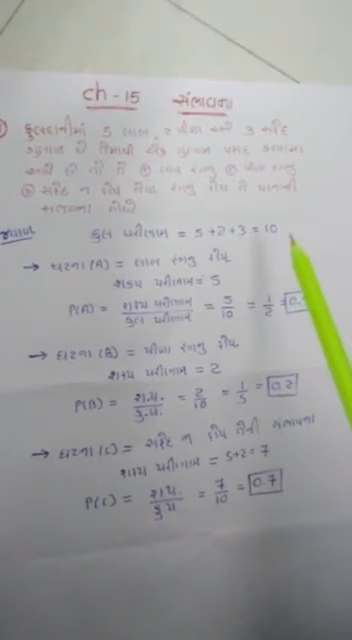 ch - 15 સંભાવના
ફુલદાનીમાં 5 લાલ, 2 પીળા અને 3 સફેદ
ગુલાબ છે તેમાંથી એક ગુલાબ પસંદ કરવામાં
આવે છે તો તે ① લાલ રંગનું ② પીળા રંગનું
③ સફેદ ન હોય તેવા રંગનું હોય તે ઘટનાની
સંભાવના શોધો
જવાબ કુલ પરિણામ = 5+2+3 = 10
→ ઘટના (A) = લાલ રંગનું હોય
શક્ય પરિણામ = 5
P(A) = શક્ય પરિણામ / કુલ પરિણામ = 5/10 = 1/2 = 0.
→ ઘટના (B) = પીળા રંગનું હોય
શક્ય પરિણામ = 2
P(B) = શ.પ. / કુ.પ. = 2/10 = 1/5 = 0.2
→ ઘટના (C) = સફેદ ન હોય તેની સંભાવના
શક્ય પરિણામ = 5+2 = 7
P(C) = શ.પ. / કુ.પ = 7/10 = 0.7